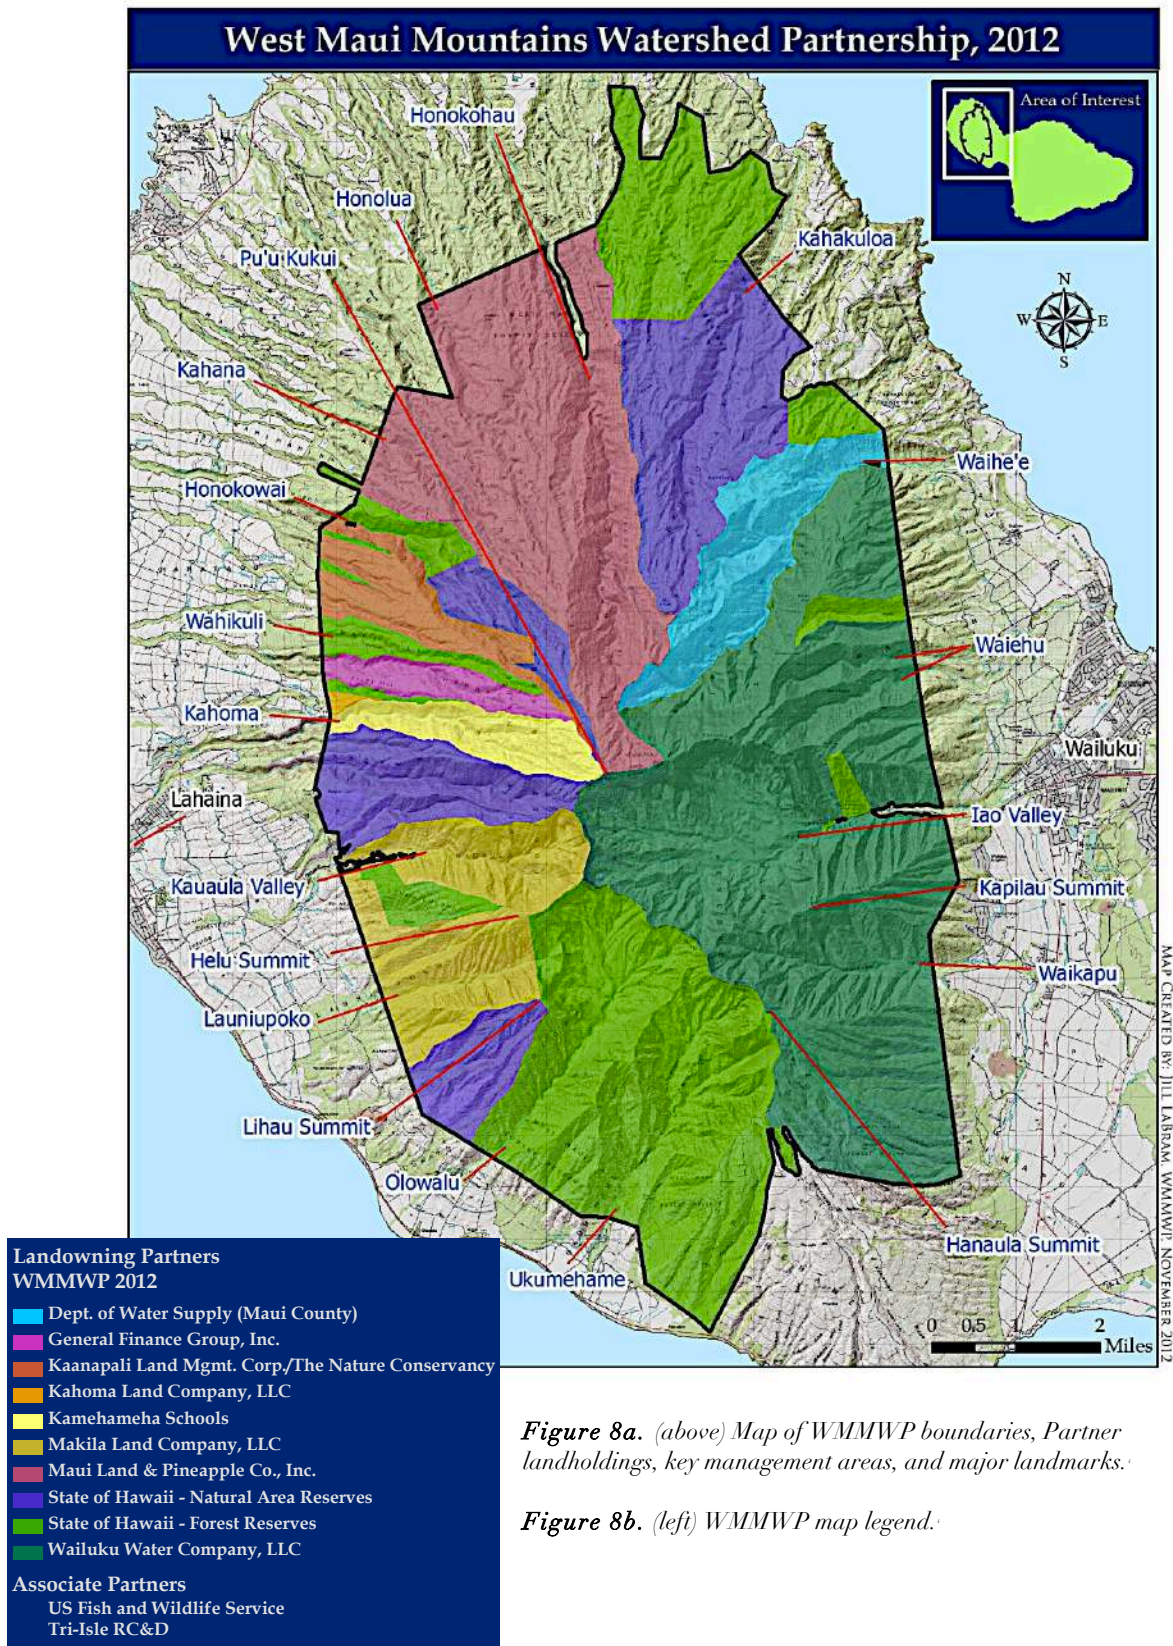 West Maui Mountains Watershed Partnership, 2012
Area of Interest
Honokohau
Honolua
Kahakuloa
Pu'u Kukui
N
W E
S
Kahana
Waihe'e
Honokowai
Wahikuli
Waiehu
Kahoma
Wailuku
Lahaina
Iao Valley
Kauaula Valley
Kapilau Summit
Helu Summit
Waikapu
Launiupoko
Lihau Summit
Olowalu
Hanaula Summit
Ukumehame
0 0.5 1 2
Miles
MAP CREATED BY: JILL LABRAM, WMMWP, NOVEMBER 2012
Landowning Partners
WMMWP 2012
Dept. of Water Supply (Maui County)
General Finance Group, Inc.
Kaanapali Land Mgmt. Corp./The Nature Conservancy
Kahoma Land Company, LLC
Kamehameha Schools
Makila Land Company, LLC
Maui Land & Pineapple Co., Inc.
State of Hawaii - Natural Area Reserves
State of Hawaii - Forest Reserves
Wailuku Water Company, LLC
Associate Partners
US Fish and Wildlife Service
Tri-Isle RC&D
Figure 8a. (above) Map of WMMWP boundaries, Partner
landholdings, key management areas, and major landmarks.
Figure 8b. (left) WMMWP map legend.